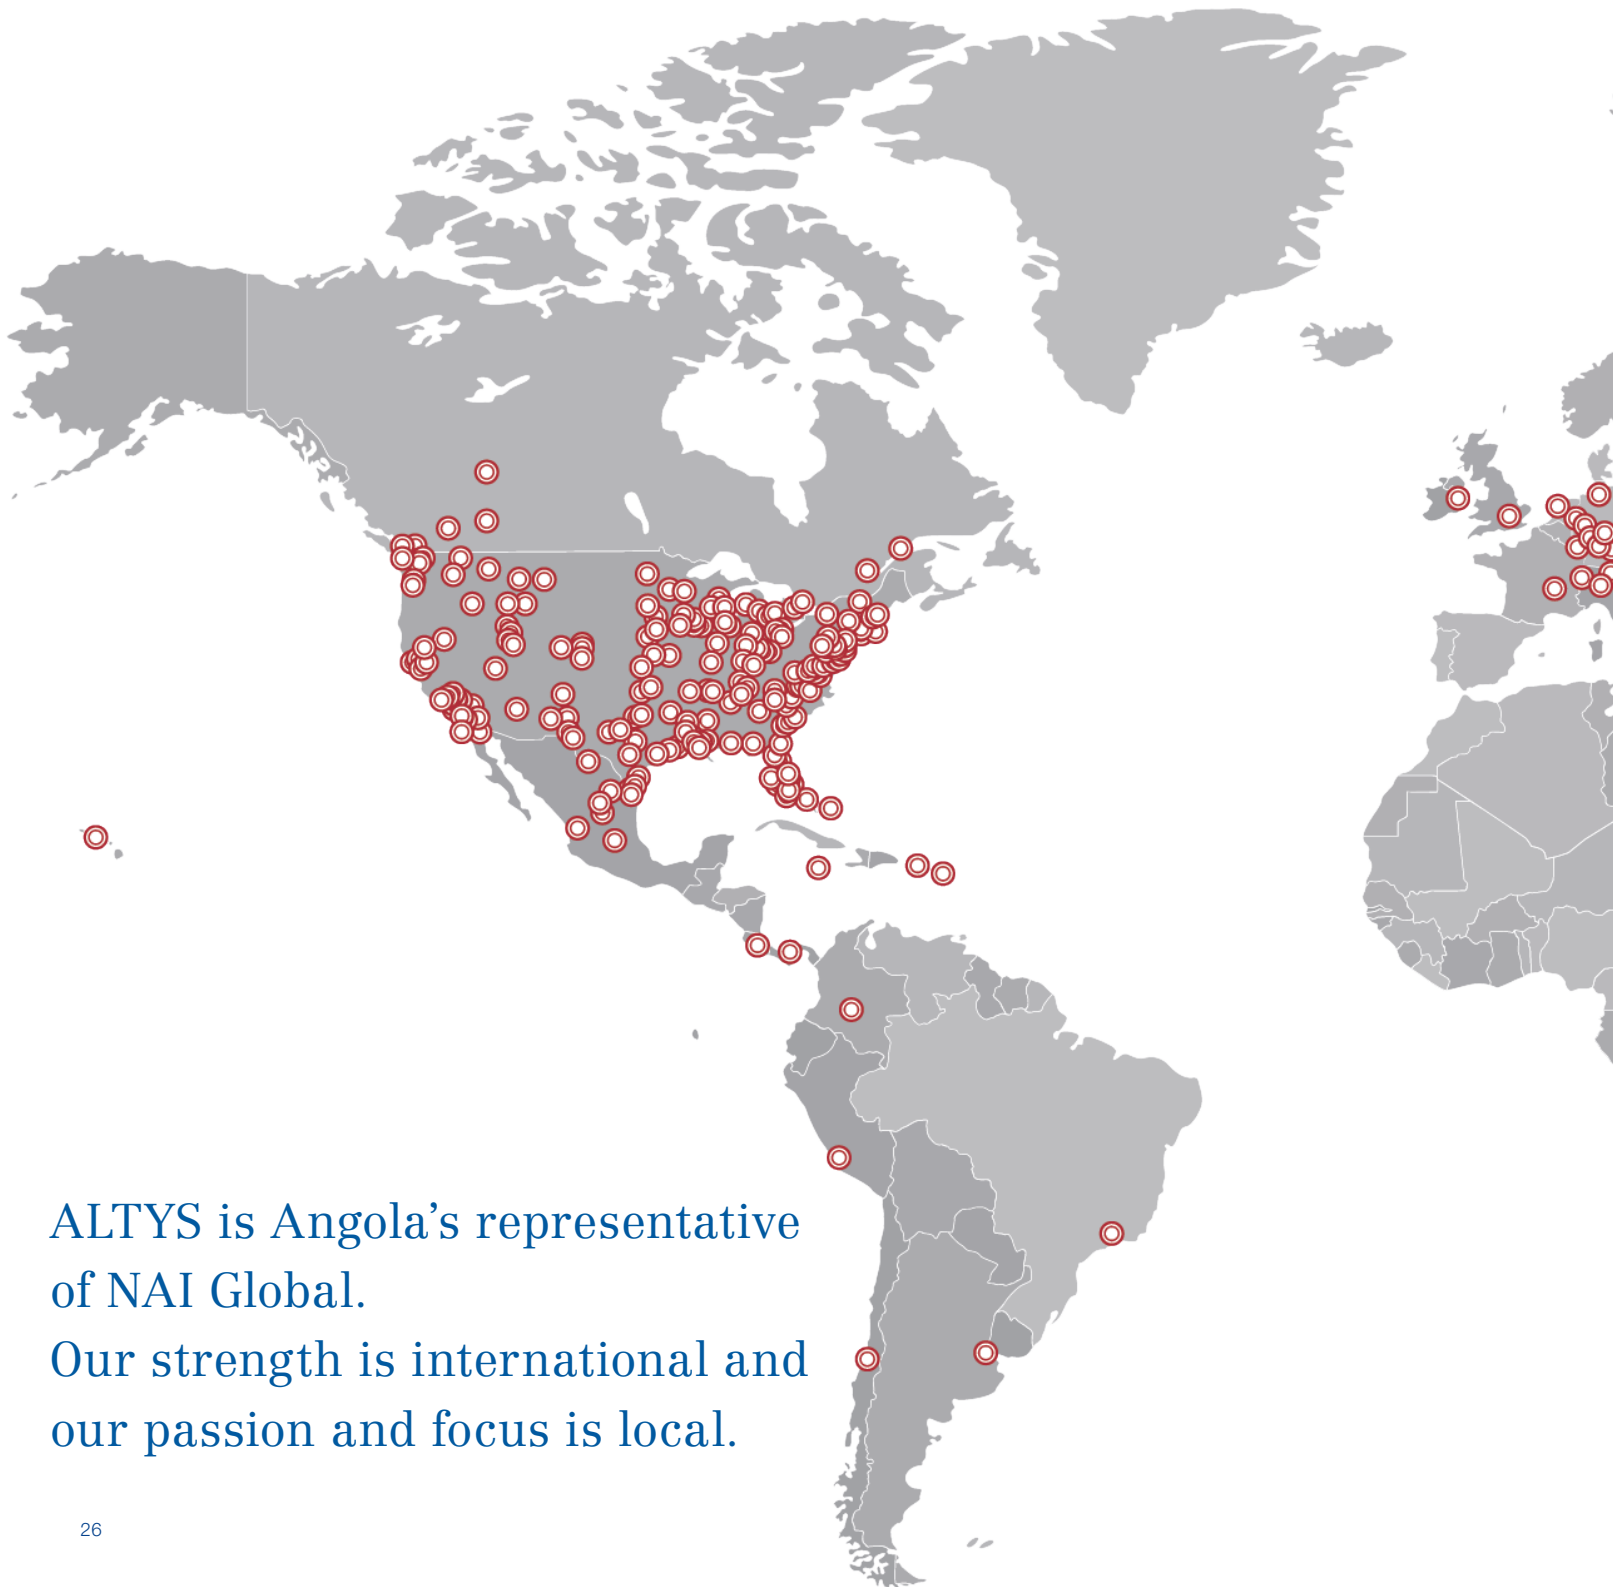 ALTYS is Angola’s representative
of NAI Global.
Our strength is international and
our passion and focus is local.
26